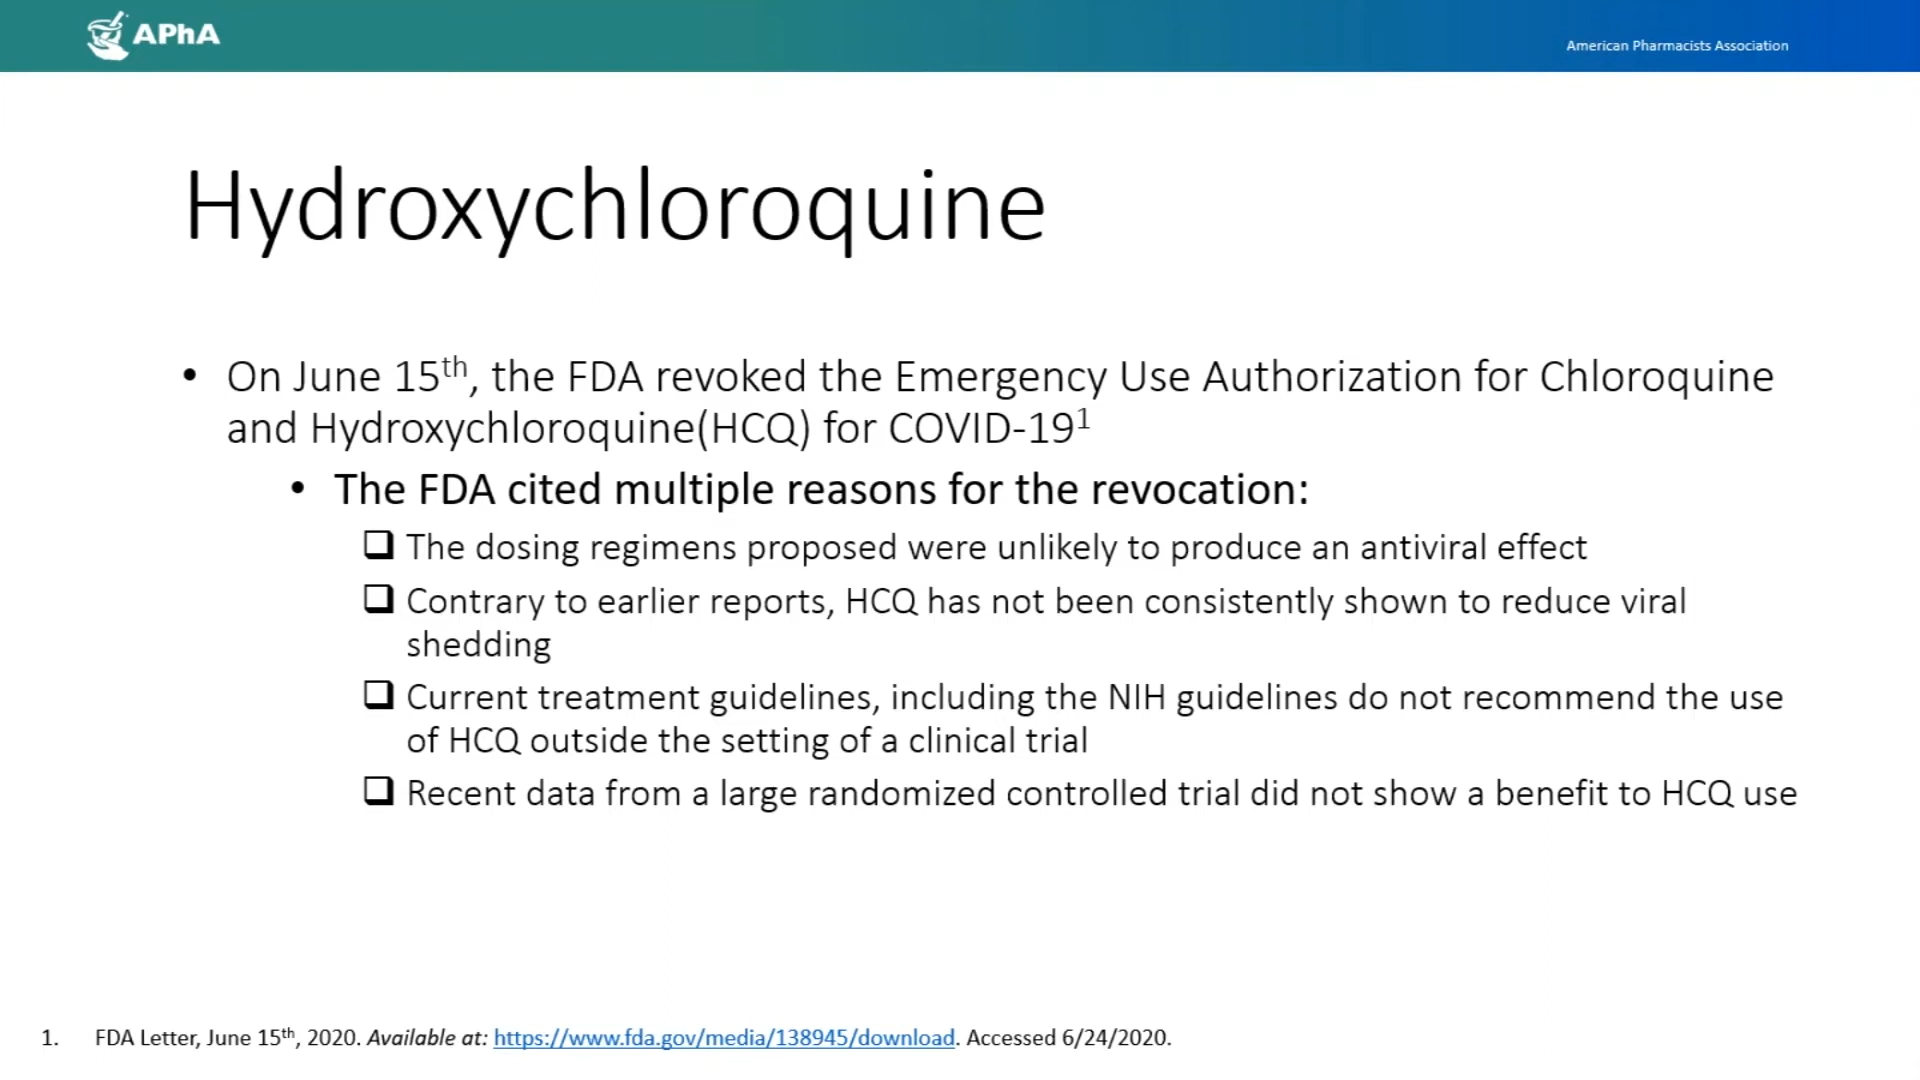 APhA
American Pharmacists Association
Hydroxychloroquine
• On June 15th, the FDA revoked the Emergency Use Authorization for Chloroquine
and Hydroxychloroquine(HCQ) for COVID-19¹
• The FDA cited multiple reasons for the revocation:
❑ The dosing regimens proposed were unlikely to produce an antiviral effect
❑ Contrary to earlier reports, HCQ has not been consistently shown to reduce viral
shedding
❑ Current treatment guidelines, including the NIH guidelines do not recommend the use
of HCQ outside the setting of a clinical trial
❑ Recent data from a large randomized controlled trial did not show a benefit to HCQ use
1. FDA Letter, June 15th, 2020. Available at: https://www.fda.gov/media/138945/download. Accessed 6/24/2020.